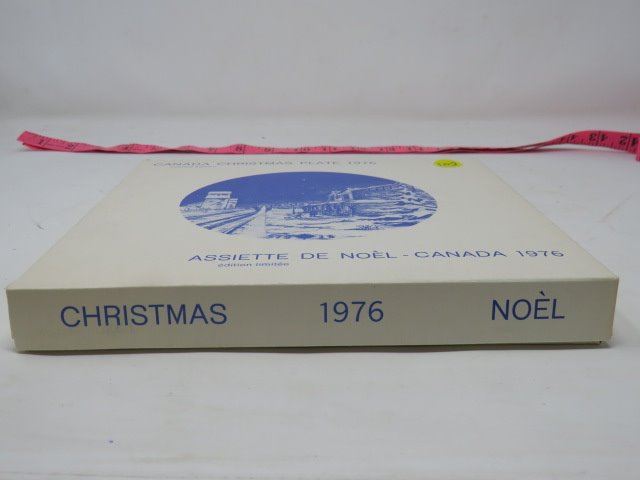 CANADA CHRISTMAS PLATE 1976
ASSIETTE DE NOÈL - CANADA 1976
édition limitée
CHRISTMAS 1976 NOÈL